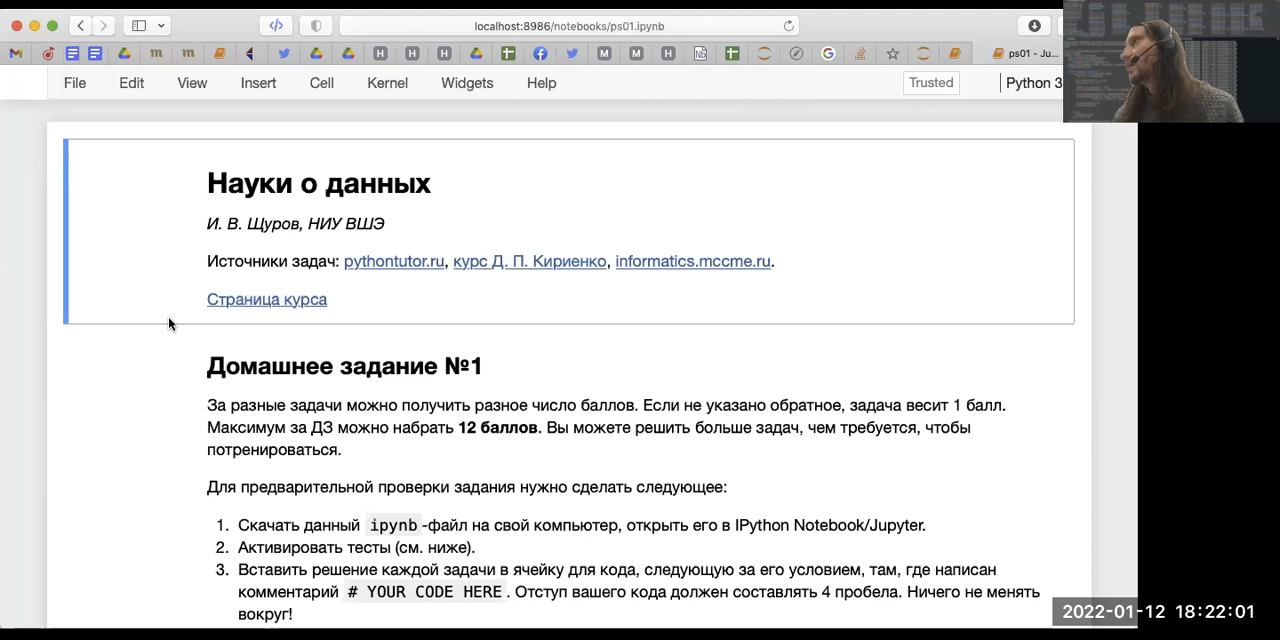 localhost:8986/notebooks/ps01.ipynb
ps01 - Ju...
File Edit View Insert Cell Kernel Widgets Help
Trusted
Python 3
Науки о данных
И. В. Щуров, НИУ ВШЭ
Источники задач: pythontutor.ru, курс Д. П. Кириенко, informatics.mccme.ru.
Страница курса
Домашнее задание №1
За разные задачи можно получить разное число баллов. Если не указано обратное, задача весит 1 балл.
Максимум за ДЗ можно набрать 12 баллов. Вы можете решить больше задач, чем требуется, чтобы
потренироваться.
Для предварительной проверки задания нужно сделать следующее:
1. Скачать данный ipynb-файл на свой компьютер, открыть его в IPython Notebook/Jupyter.
2. Активировать тесты (см. ниже).
3. Вставить решение каждой задачи в ячейку для кода, следующую за его условием, там, где написан
комментарий # YOUR CODE HERE. Отступ вашего кода должен составлять 4 пробела. Ничего не менять
вокруг!
2022-01-12 18:22:01